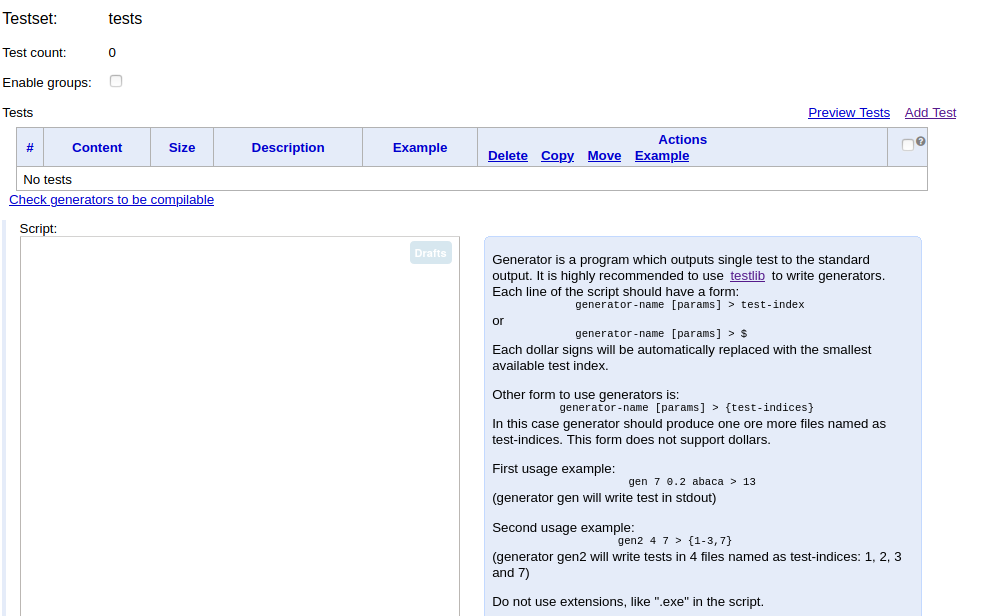 Testset: tests
Test count: 0
Enable groups:
Tests Preview Tests Add Test
# Content Size Description Example Actions ?
Delete Copy Move Example
No tests
Check generators to be compilable
Script:
Drafts
Generator is a program which outputs single test to the standard
output. It is highly recommended to use testlib to write generators.
Each line of the script should have a form:
generator-name [params] > test-index
or
generator-name [params] > $
Each dollar signs will be automatically replaced with the smallest
available test index.
Other form to use generators is:
generator-name [params] > {test-indices}
In this case generator should produce one ore more files named as
test-indices. This form does not support dollars.
First usage example:
gen 7 0.2 abaca > 13
(generator gen will write test in stdout)
Second usage example:
gen2 4 7 > {1-3,7}
(generator gen2 will write tests in 4 files named as test-indices: 1, 2, 3
and 7)
Do not use extensions, like ".exe" in the script.